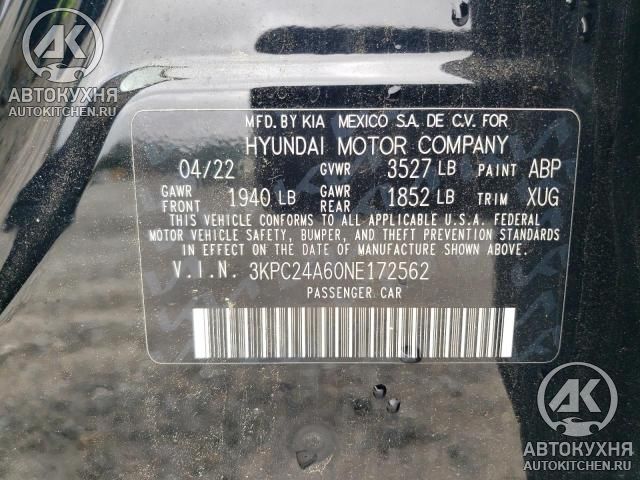 АК
АВТОКУХНЯ
AUTOKITCHEN.RU
MFD. BY KIA MEXICO S.A. DE C.V. FOR
HYUNDAI MOTOR COMPANY
04/22 GVWR 3527 LB PAINT ABP
GAWR FRONT 1940 LB GAWR REAR 1852 LB TRIM XUG
THIS VEHICLE CONFORMS TO ALL APPLICABLE U.S.A. FEDERAL
MOTOR VEHICLE SAFETY, BUMPER, AND THEFT PREVENTION STANDARDS
IN EFFECT ON THE DATE OF MANUFACTURE SHOWN ABOVE.
V.I.N. 3KPC24A60NE172562
PASSENGER CAR
АК
АВТОКУХНЯ
AUTOKITCHEN.RU